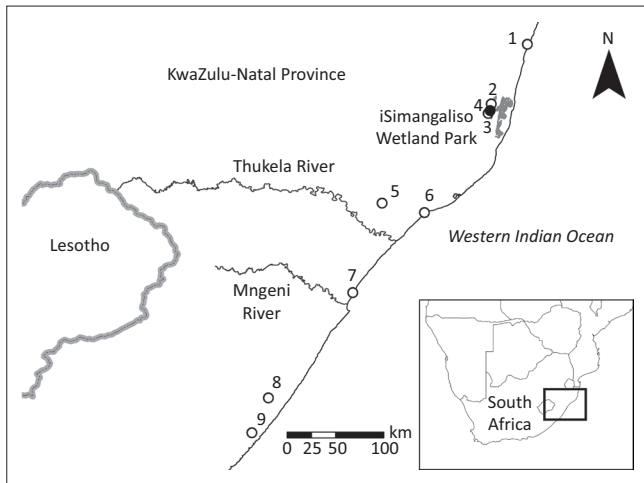 1
N
KwaZulu-Natal Province
2
4
3
iSimangaliso
Wetland Park
Thukela River
5
6
Lesotho
Western Indian Ocean
7
Mngeni
River
8
9
km
0 25 50 100
South
Africa